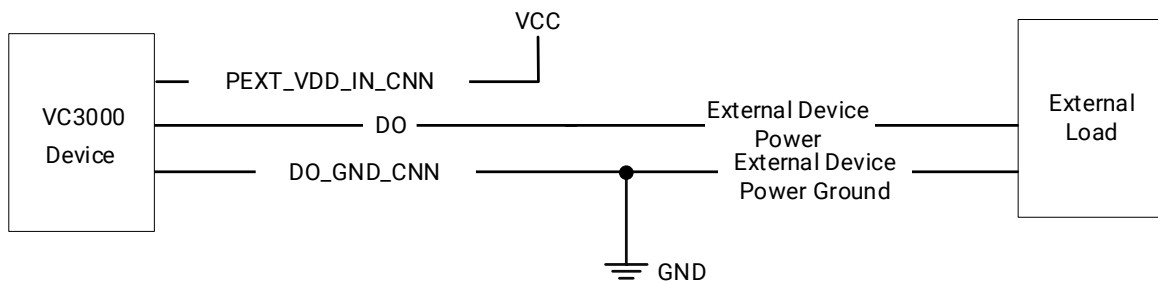 VCC
PEXT_VDD_IN_CNN
VC3000
Device
DO
External Device
Power
External
Load
DO_GND_CNN
External Device
Power Ground
GND